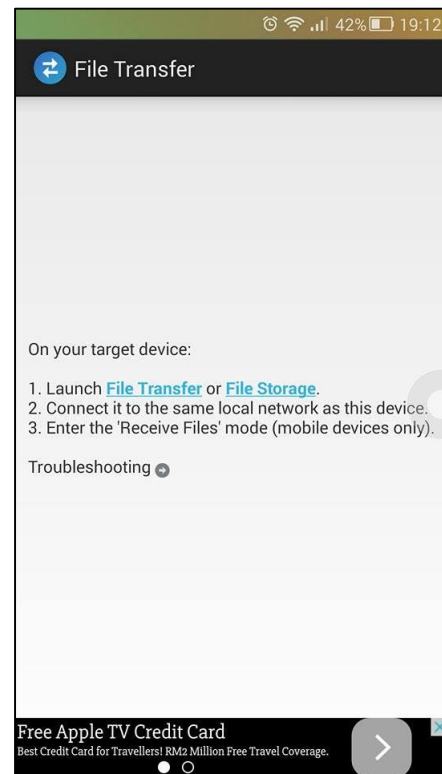 42% 19:12
File Transfer
On your target device:
1. Launch File Transfer or File Storage.
2. Connect it to the same local network as this device.
3. Enter the 'Receive Files' mode (mobile devices only).
Troubleshooting
Free Apple TV Credit Card
Best Credit Card for Travellers! RM2 Million Free Travel Coverage.